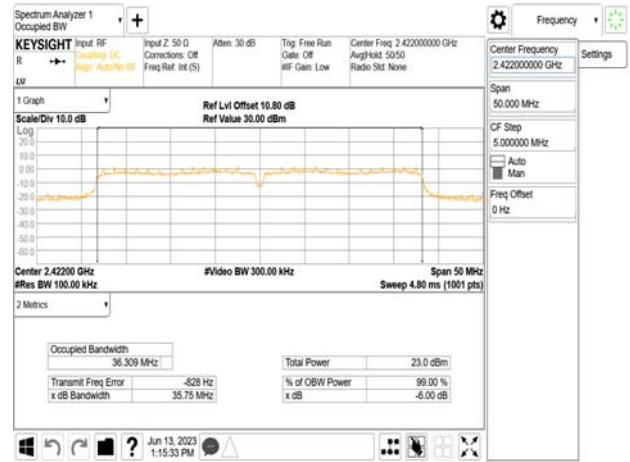 Spectrum Analyzer 1
Occupied BW
Frequency
KEYSIGHT
Input: RF
Coupling: DC
Align: Auto/No RF
Input Z: 50 Ω
Corrections: Off
Freq Ref: Int (S)
Atten: 30 dB
Trig: Free Run
Gate: Off
#IF Gain: Low
Center Freq: 2.422000000 GHz
Avg|Hold: 50/50
Radio Std: None
R
LV
Center Frequency
2.422000000 GHz
Settings
Span
50.000 MHz
CF Step
5.000000 MHz
Auto
Man
Freq Offset
0 Hz
1 Graph
Scale/Div 10.0 dB
Ref Lvl Offset 10.80 dB
Ref Value 30.00 dBm
Log
20.0
10.0
0.00
-10.0
-20.0
-30.0
-40.0
-50.0
-60.0
Center 2.42200 GHz
#Res BW 100.00 kHz
#Video BW 300.00 kHz
Span 50 MHz
Sweep 4.80 ms (1001 pts)
2 Metrics
Occupied Bandwidth
36.309 MHz
Transmit Freq Error -828 Hz
x dB Bandwidth 35.75 MHz
Total Power 23.0 dBm
% of OBW Power 99.00 %
x dB -6.00 dB
Jun 13, 2023
1:15:33 PM